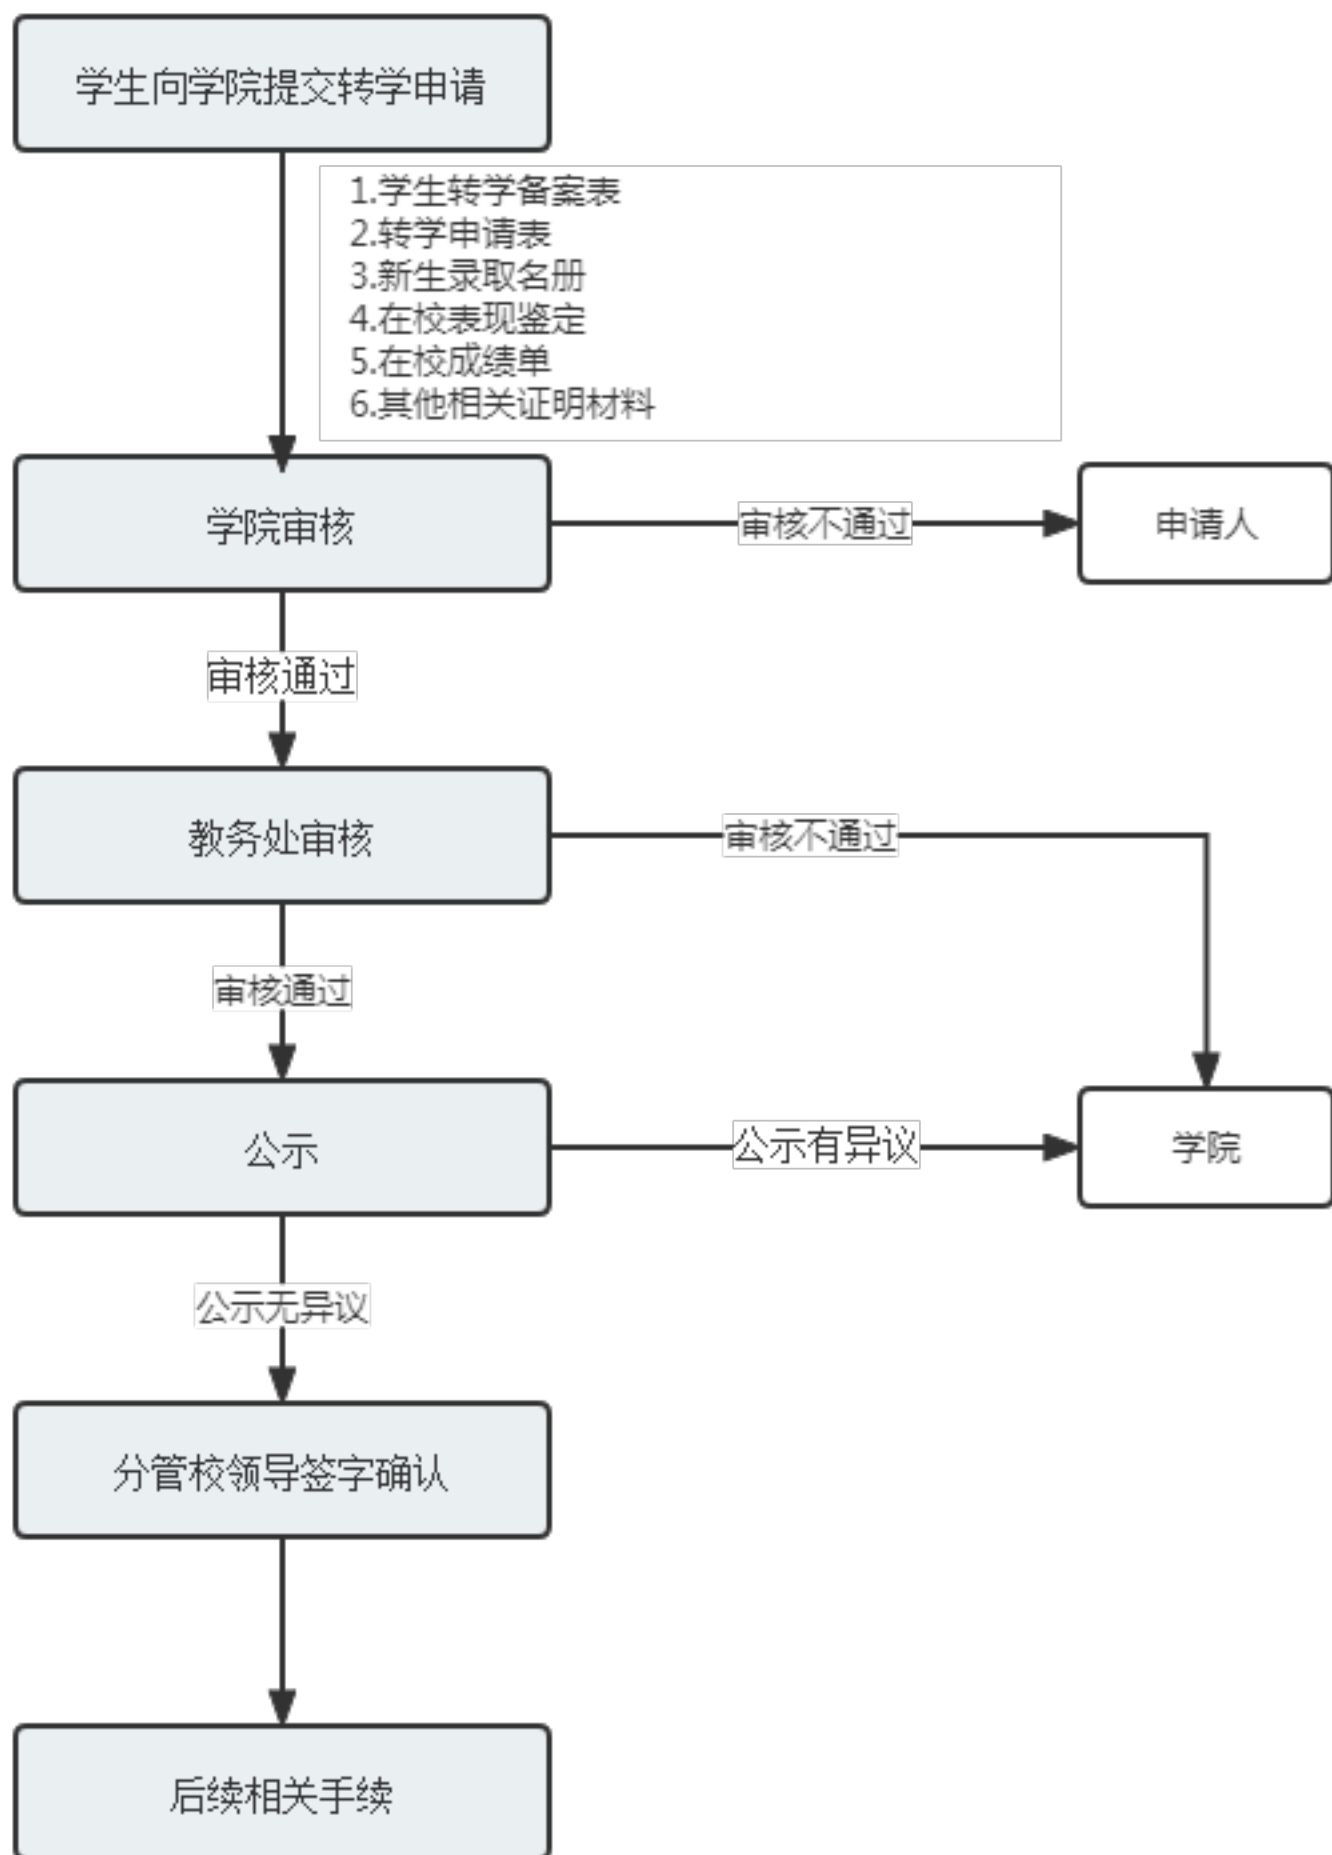 学生向学院提交转学申请
1.学生转学备案表
2.转学申请表
3.新生录取名册
4.在校表现鉴定
5.在校成绩单
6.其他相关证明材料
学院审核
审核不通过
申请人
审核通过
教务处审核
审核不通过
审核通过
公示
公示有异议
学院
公示无异议
分管校领导签字确认
后续相关手续